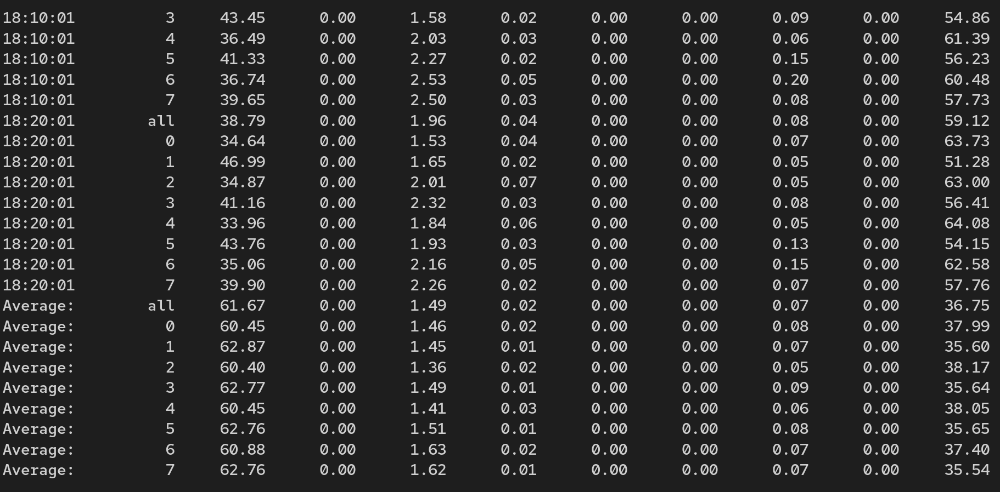 18:10:01 3 43.45 0.00 1.58 0.02 0.00 0.00 0.09 0.00 54.86
18:10:01 4 36.49 0.00 2.03 0.03 0.00 0.00 0.06 0.00 61.39
18:10:01 5 41.33 0.00 2.27 0.02 0.00 0.00 0.15 0.00 56.23
18:10:01 6 36.74 0.00 2.53 0.05 0.00 0.00 0.20 0.00 60.48
18:10:01 7 39.65 0.00 2.50 0.03 0.00 0.00 0.08 0.00 57.73
18:20:01 all 38.79 0.00 1.96 0.04 0.00 0.00 0.08 0.00 59.12
18:20:01 0 34.64 0.00 1.53 0.04 0.00 0.00 0.07 0.00 63.73
18:20:01 1 46.99 0.00 1.65 0.02 0.00 0.00 0.05 0.00 51.28
18:20:01 2 34.87 0.00 2.01 0.07 0.00 0.00 0.05 0.00 63.00
18:20:01 3 41.16 0.00 2.32 0.03 0.00 0.00 0.08 0.00 56.41
18:20:01 4 33.96 0.00 1.84 0.06 0.00 0.00 0.05 0.00 64.08
18:20:01 5 43.76 0.00 1.93 0.03 0.00 0.00 0.13 0.00 54.15
18:20:01 6 35.06 0.00 2.16 0.05 0.00 0.00 0.15 0.00 62.58
18:20:01 7 39.90 0.00 2.26 0.02 0.00 0.00 0.07 0.00 57.76
Average: all 61.67 0.00 1.49 0.02 0.00 0.00 0.07 0.00 36.75
Average: 0 60.45 0.00 1.46 0.02 0.00 0.00 0.08 0.00 37.99
Average: 1 62.87 0.00 1.45 0.01 0.00 0.00 0.07 0.00 35.60
Average: 2 60.40 0.00 1.36 0.02 0.00 0.00 0.05 0.00 38.17
Average: 3 62.77 0.00 1.49 0.01 0.00 0.00 0.09 0.00 35.64
Average: 4 60.45 0.00 1.41 0.03 0.00 0.00 0.06 0.00 38.05
Average: 5 62.76 0.00 1.51 0.01 0.00 0.00 0.08 0.00 35.65
Average: 6 60.88 0.00 1.63 0.02 0.00 0.00 0.07 0.00 37.40
Average: 7 62.76 0.00 1.62 0.01 0.00 0.00 0.07 0.00 35.54